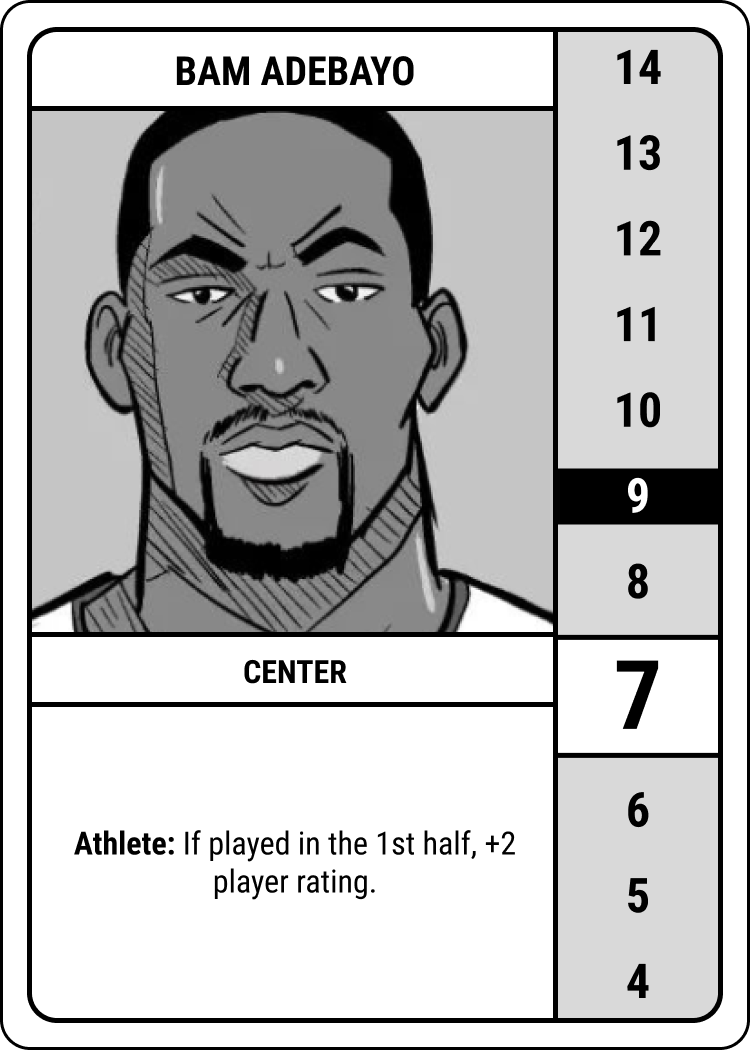 BAM ADEBAYO
CENTER
Athlete: If played in the 1st half, +2
player rating.
14
13
12
11
10
9
8
7
6
5
4